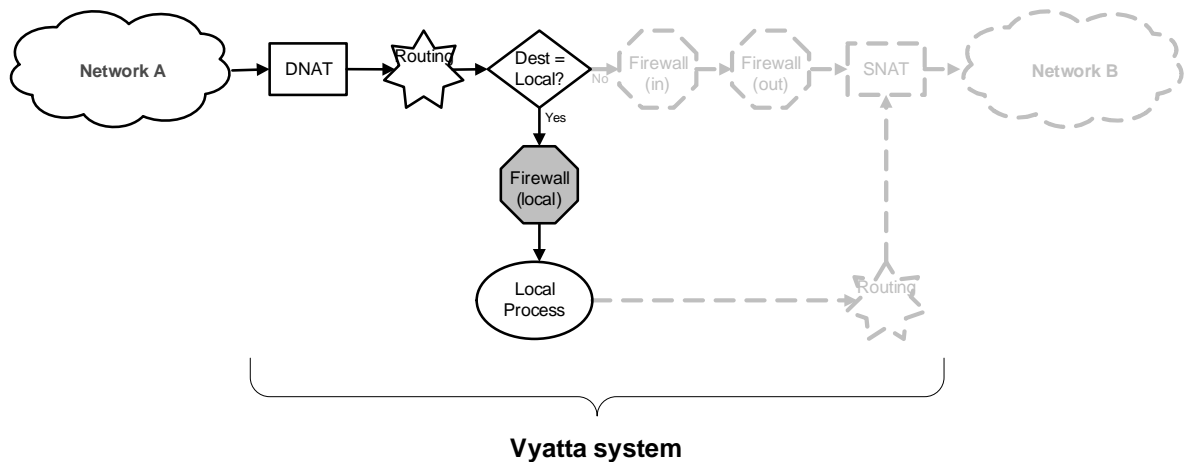 Network A
DNAT
Routing
Dest =
Local?
No
Firewall
(in)
Firewall
(out)
SNAT
Network B
Yes
Firewall
(local)
Local
Process
Routing
Vyatta system